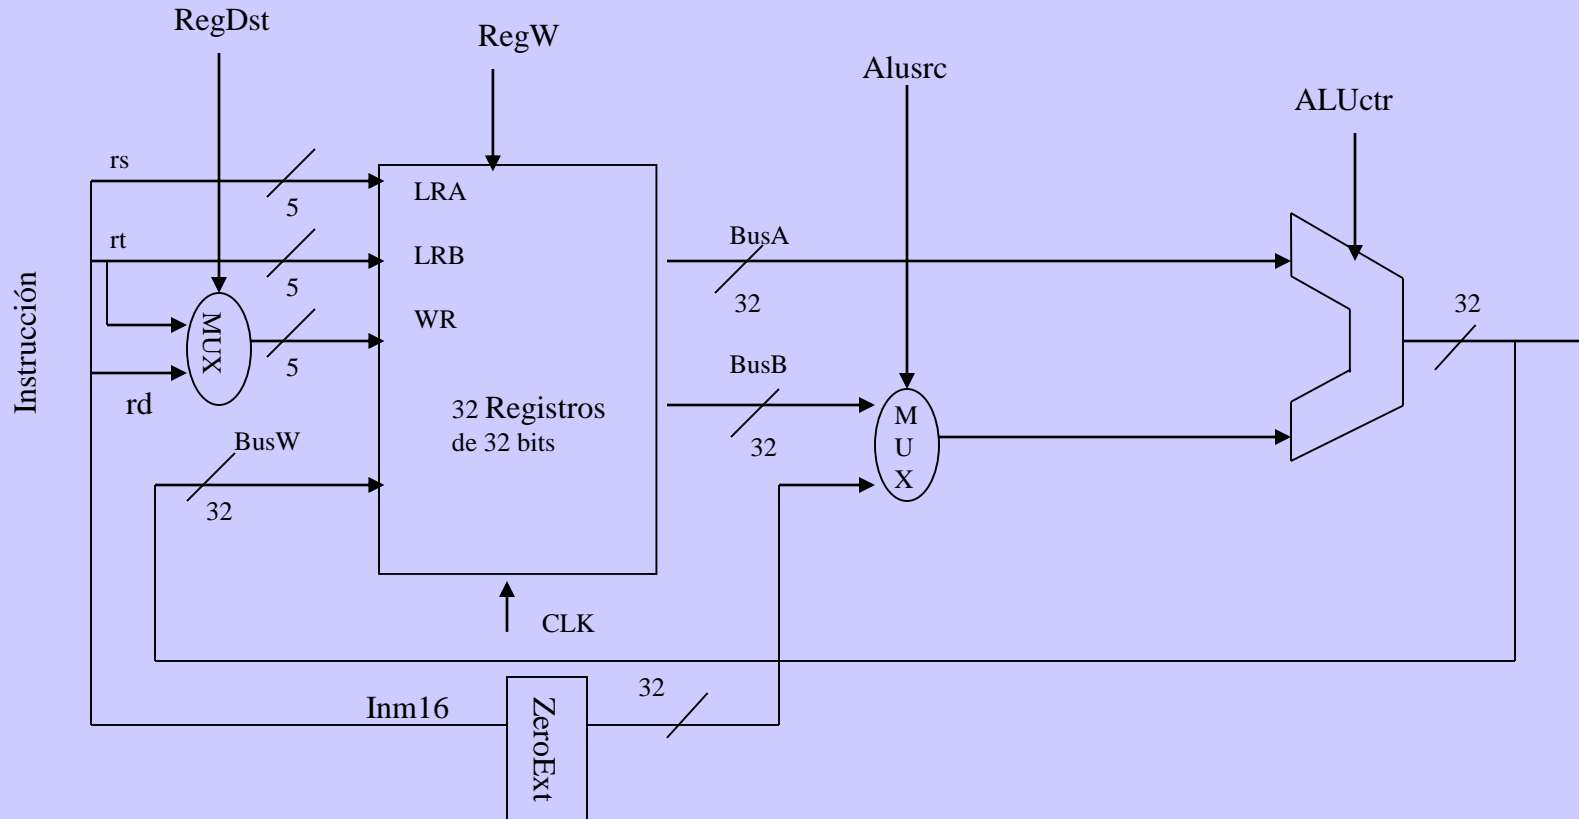 RegDst
RegW
Alusrc
ALUctr
rs
5
LRA
rt
5
LRB
BusA
32
Instrucción
MUX
5
WR
rd
BusB
32
32
M
U
X
32 Registros
de 32 bits
BusW
32
CLK
Inm16
ZeroExt
32